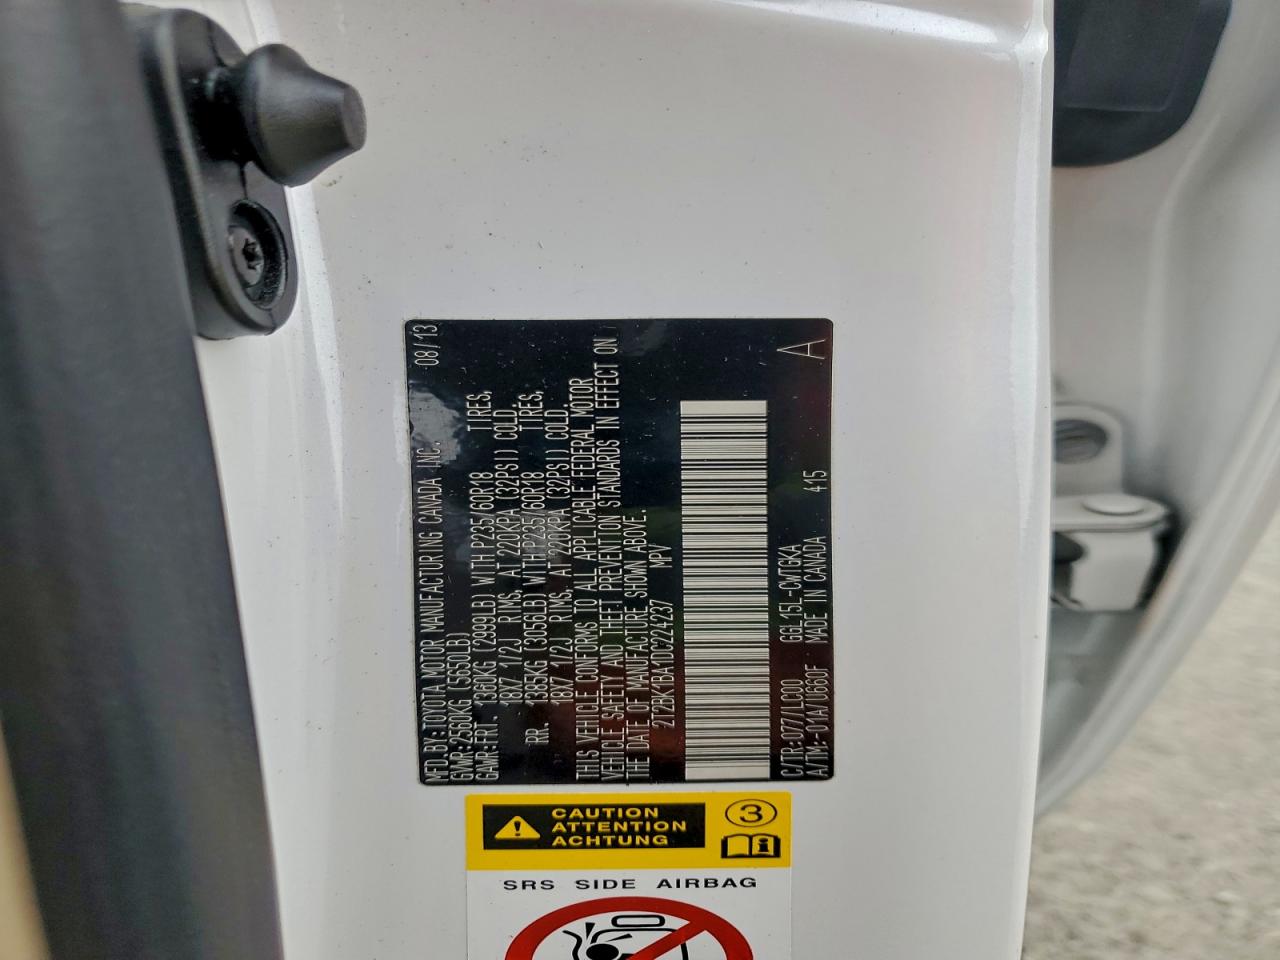 MFD.BY:TOYOTA MOTOR MANUFACTURING CANADA INC. 08/13
GVWR:2560KG (5650LB)
GAWR:FRT. 1360KG (2999LB) WITH P235/60R18 TIRES,
18X7 1/2J RIMS, AT 220KPA (32PSI) COLD.
RR. 1385KG (3056LB) WITH P235/60R18 TIRES,
18X7 1/2J RIMS, AT 220KPA (32PSI) COLD.
THIS VEHICLE CONFORMS TO ALL APPLICABLE FEDERAL MOTOR
VEHICLE SAFETY AND THEFT PREVENTION STANDARDS IN EFFECT ON
THE DATE OF MANUFACTURE SHOWN ABOVE.
2T2BK1BA1DC224237 MPV
C/TR:077/LC00 GGL15L-CWTGKA
A/TM:-01A/U660F MADE IN CANADA 415 A
CAUTION
ATTENTION
ACHTUNG
3
SRS SIDE AIRBAG